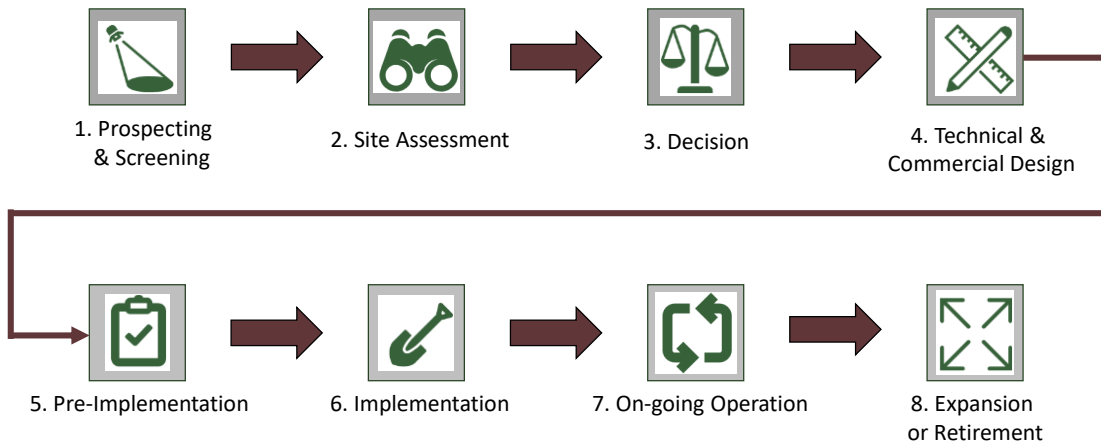 1. Prospecting
& Screening
2. Site Assessment
3. Decision
4. Technical &
Commercial Design
5. Pre-Implementation
6. Implementation
7. On-going Operation
8. Expansion
or Retirement